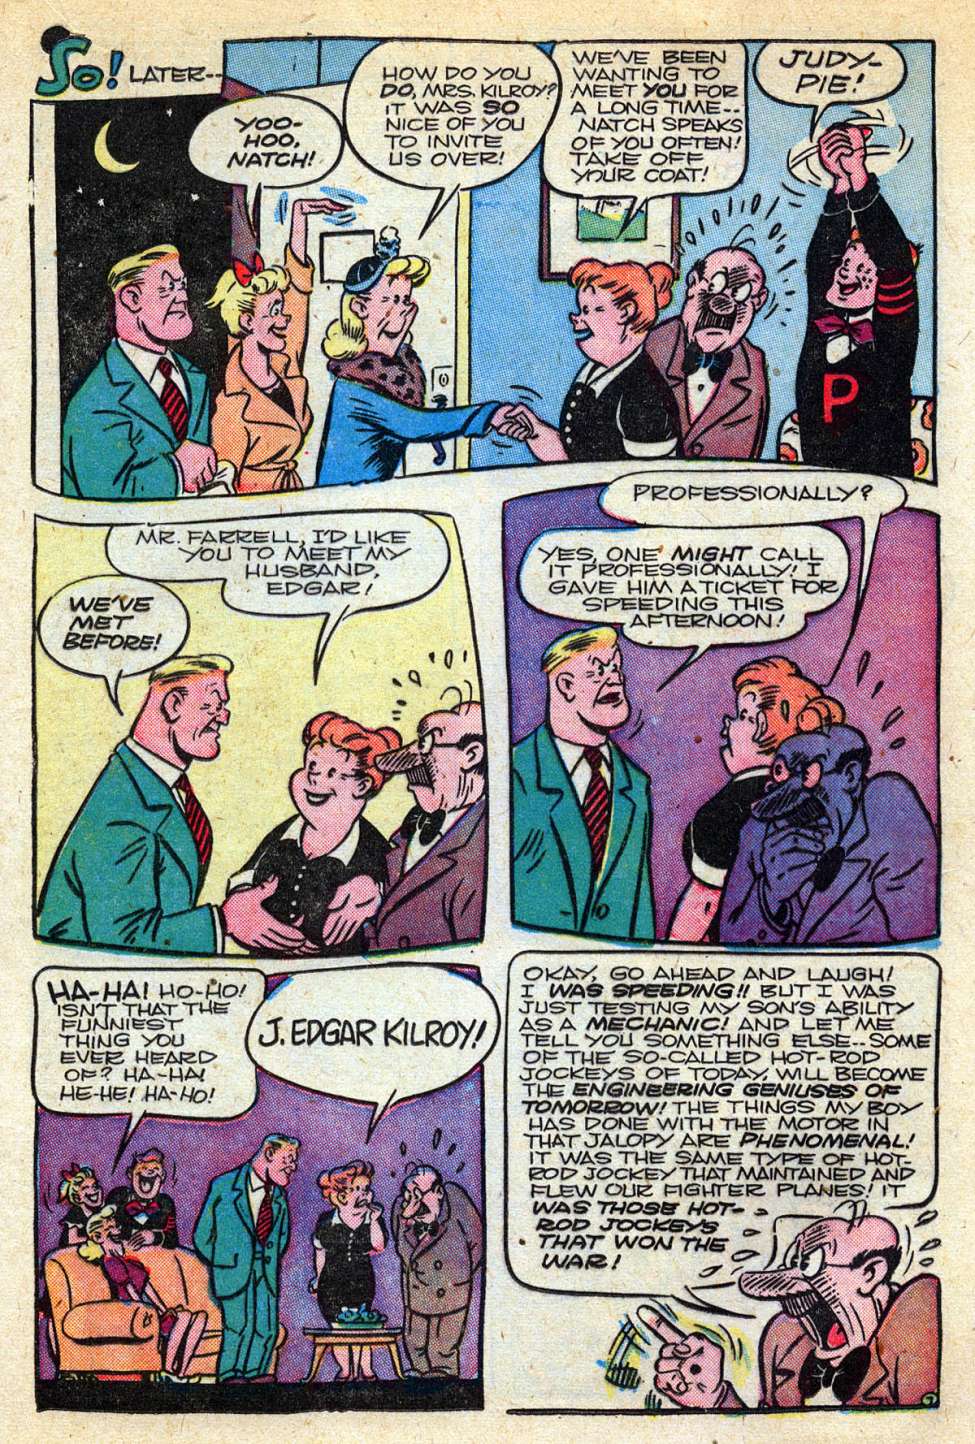 So! LATER--
YOO-
HOO,
NATCH!
HOW DO YOU
DO, MRS. KILROY?
IT WAS SO
NICE OF YOU
TO INVITE
US OVER!
WE'VE BEEN
WANTING TO
MEET YOU FOR
A LONG TIME--
NATCH SPEAKS
OF YOU OFTEN!
TAKE OFF
YOUR COAT!
JUDY-
PIE!
P
MR. FARRELL, I'D LIKE
YOU TO MEET MY
HUSBAND,
EDGAR!
WE'VE
MET
BEFORE!
PROFESSIONALLY?
YES, ONE MIGHT CALL
IT PROFESSIONALLY! I
GAVE HIM A TICKET FOR
SPEEDING THIS
AFTERNOON!
HA-HA! HO-HO!
ISN'T THAT THE
FUNNIEST
THING YOU
EVER HEARD
OF? HA-HA!
HE-HE! HA-HO!
J. EDGAR KILROY!
OKAY, GO AHEAD AND LAUGH!
I WAS SPEEDING!! BUT I WAS
JUST TESTING MY SON'S ABILITY
AS A MECHANIC! AND LET ME
TELL YOU SOMETHING ELSE--SOME
OF THE SO-CALLED HOT-ROD
JOCKEYS OF TODAY, WILL BECOME
THE ENGINEERING GENIUSES OF
TOMORROW! THE THINGS MY BOY
HAS DONE WITH THE MOTOR IN
THAT JALOPY ARE PHENOMENAL!
IT WAS THE SAME TYPE OF HOT-
ROD JOCKEY THAT MAINTAINED AND
FLEW OUR FIGHTER PLANES! IT
WAS THOSE HOT-
ROD JOCKEYS
THAT WON THE
WAR!
7